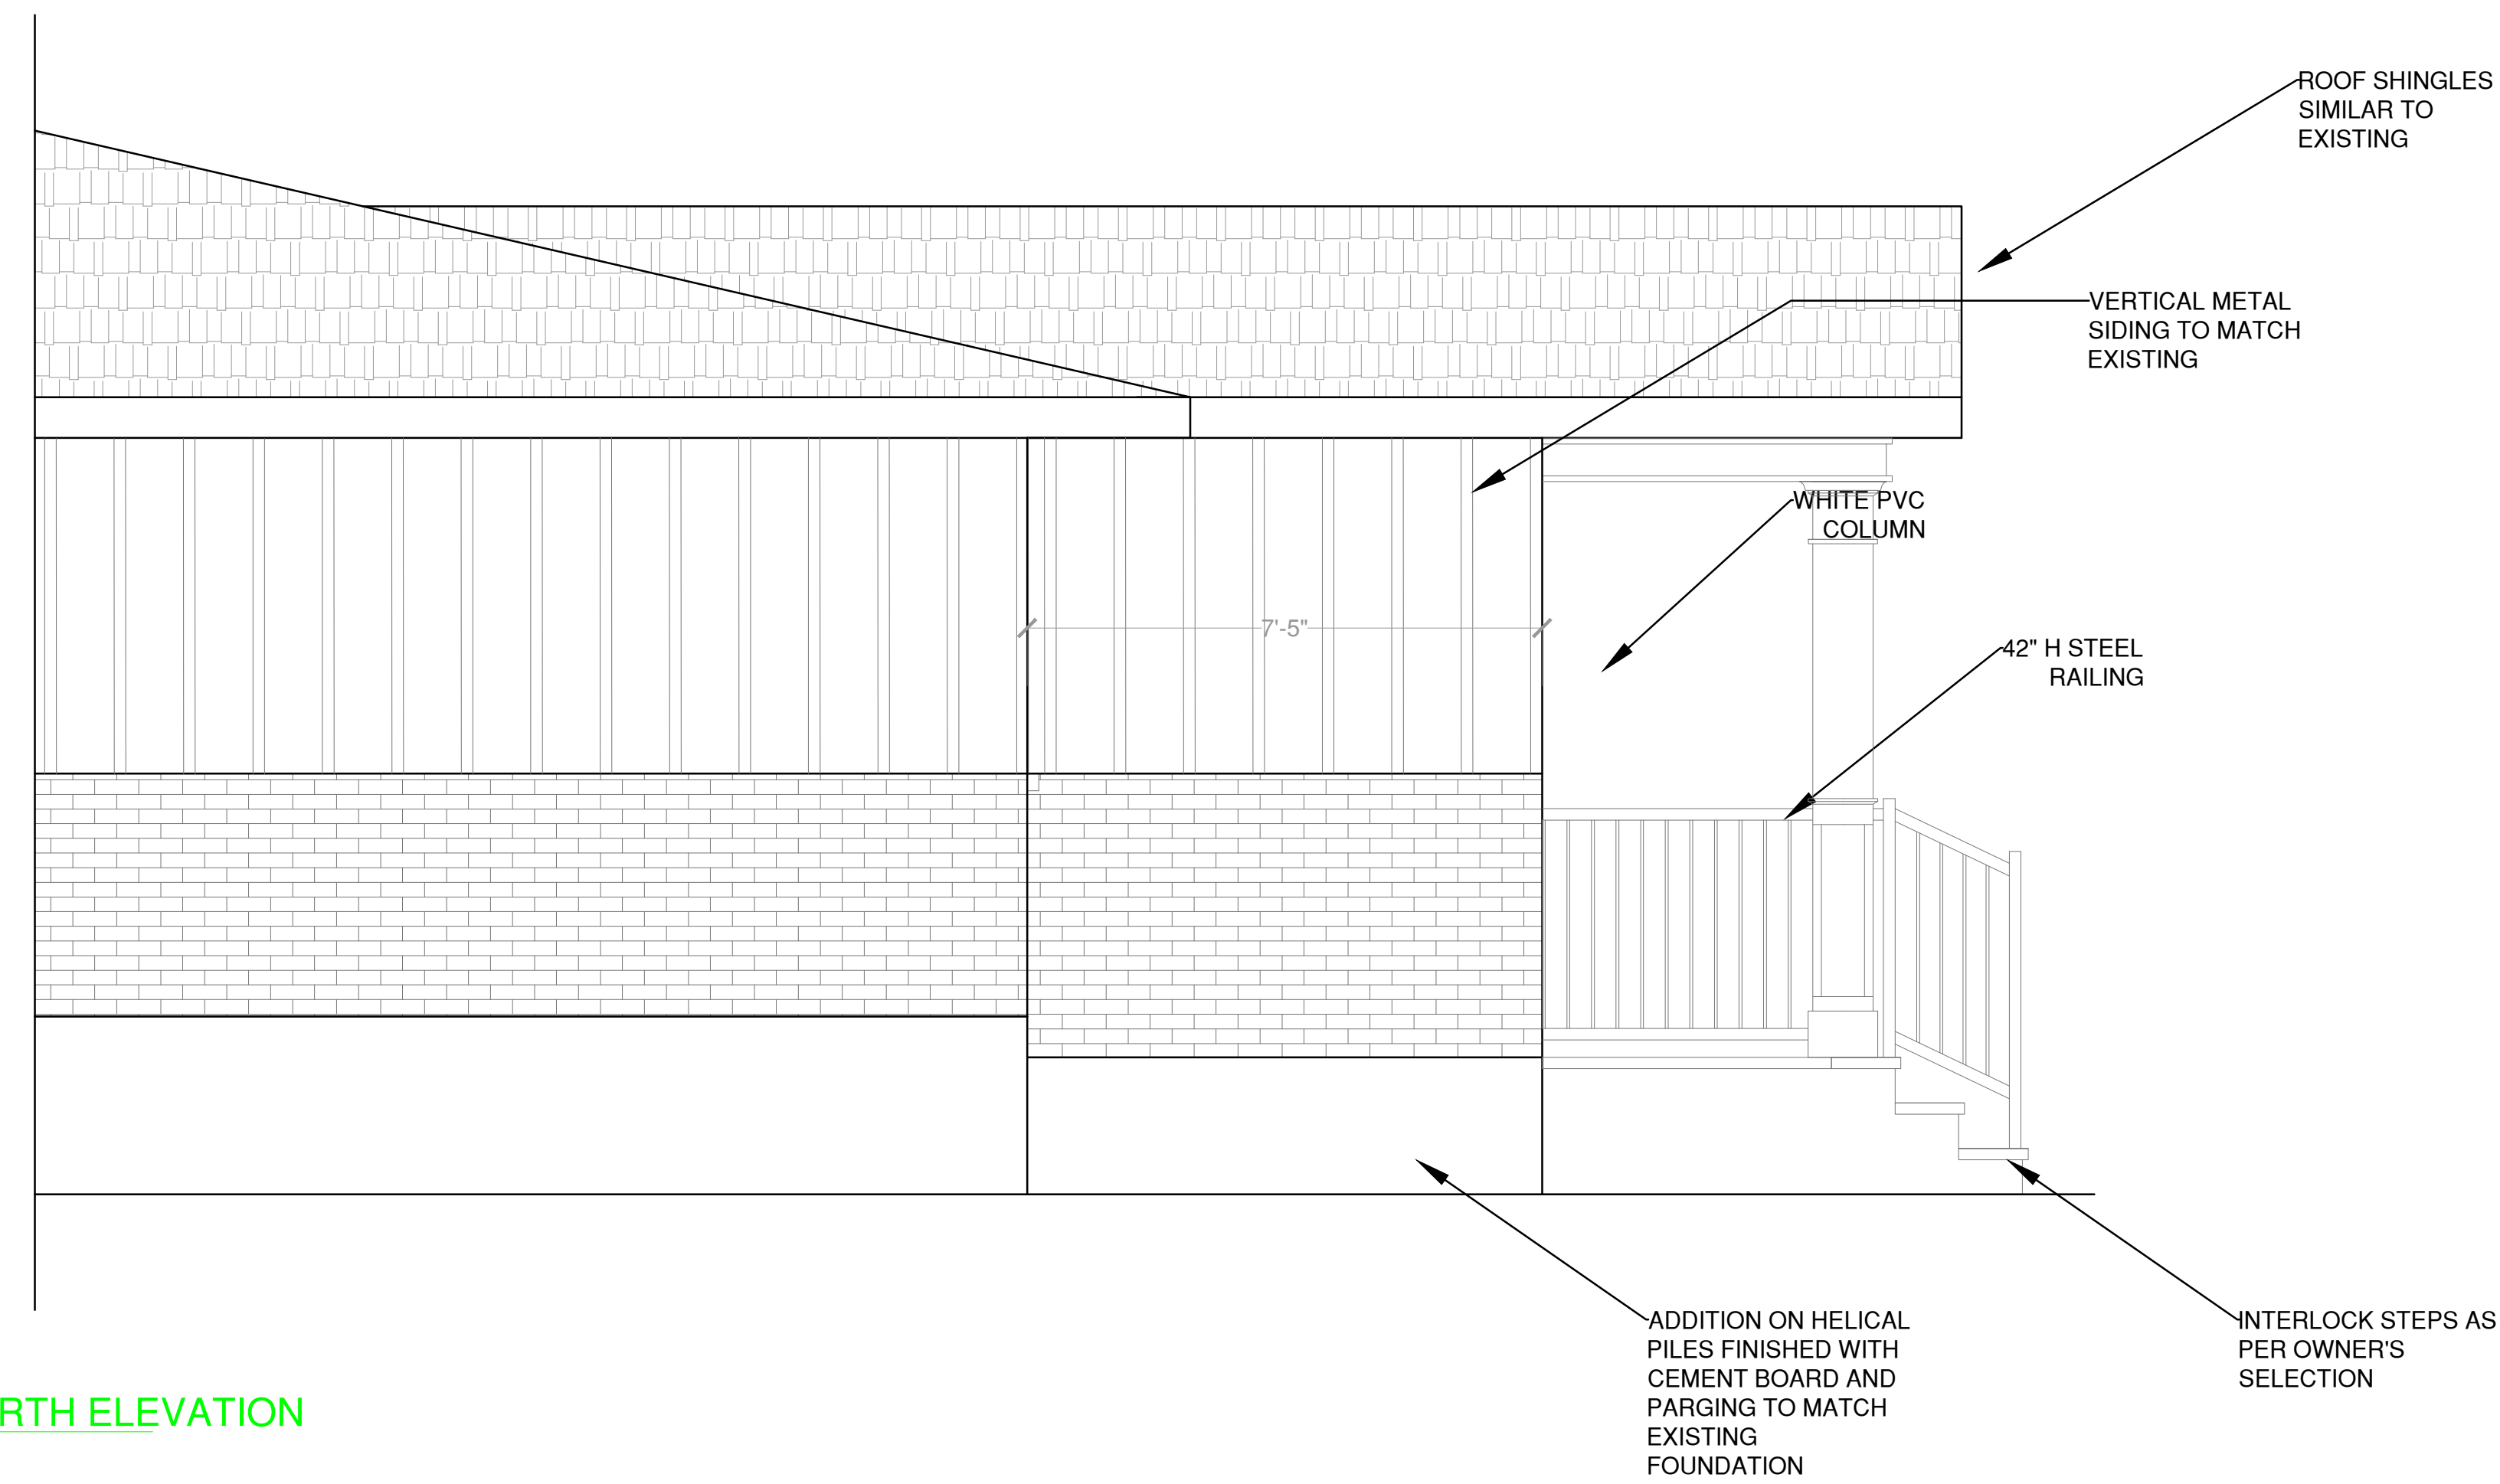 ROOF SHINGLES
SIMILAR TO
EXISTING
VERTICAL METAL
SIDING TO MATCH
EXISTING
WHITE PVC
COLUMN
7'-5"
42" H STEEL
RAILING
ADDITION ON HELICAL
PILES FINISHED WITH
CEMENT BOARD AND
PARGING TO MATCH
EXISTING
FOUNDATION
INTERLOCK STEPS AS
PER OWNER'S
SELECTION
RTH ELEVATION